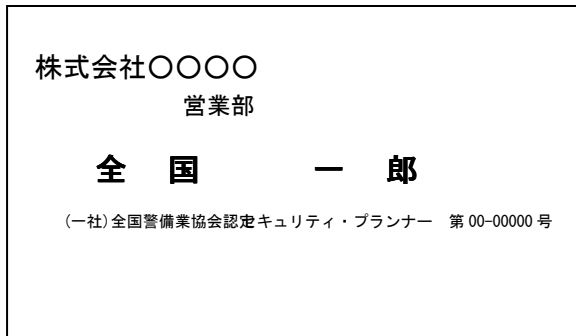 株式会社〇〇〇〇
営業部
全 国 一 郎
(一社)全国警備業協会認定セキュリティ・プランナー 第 00-00000 号